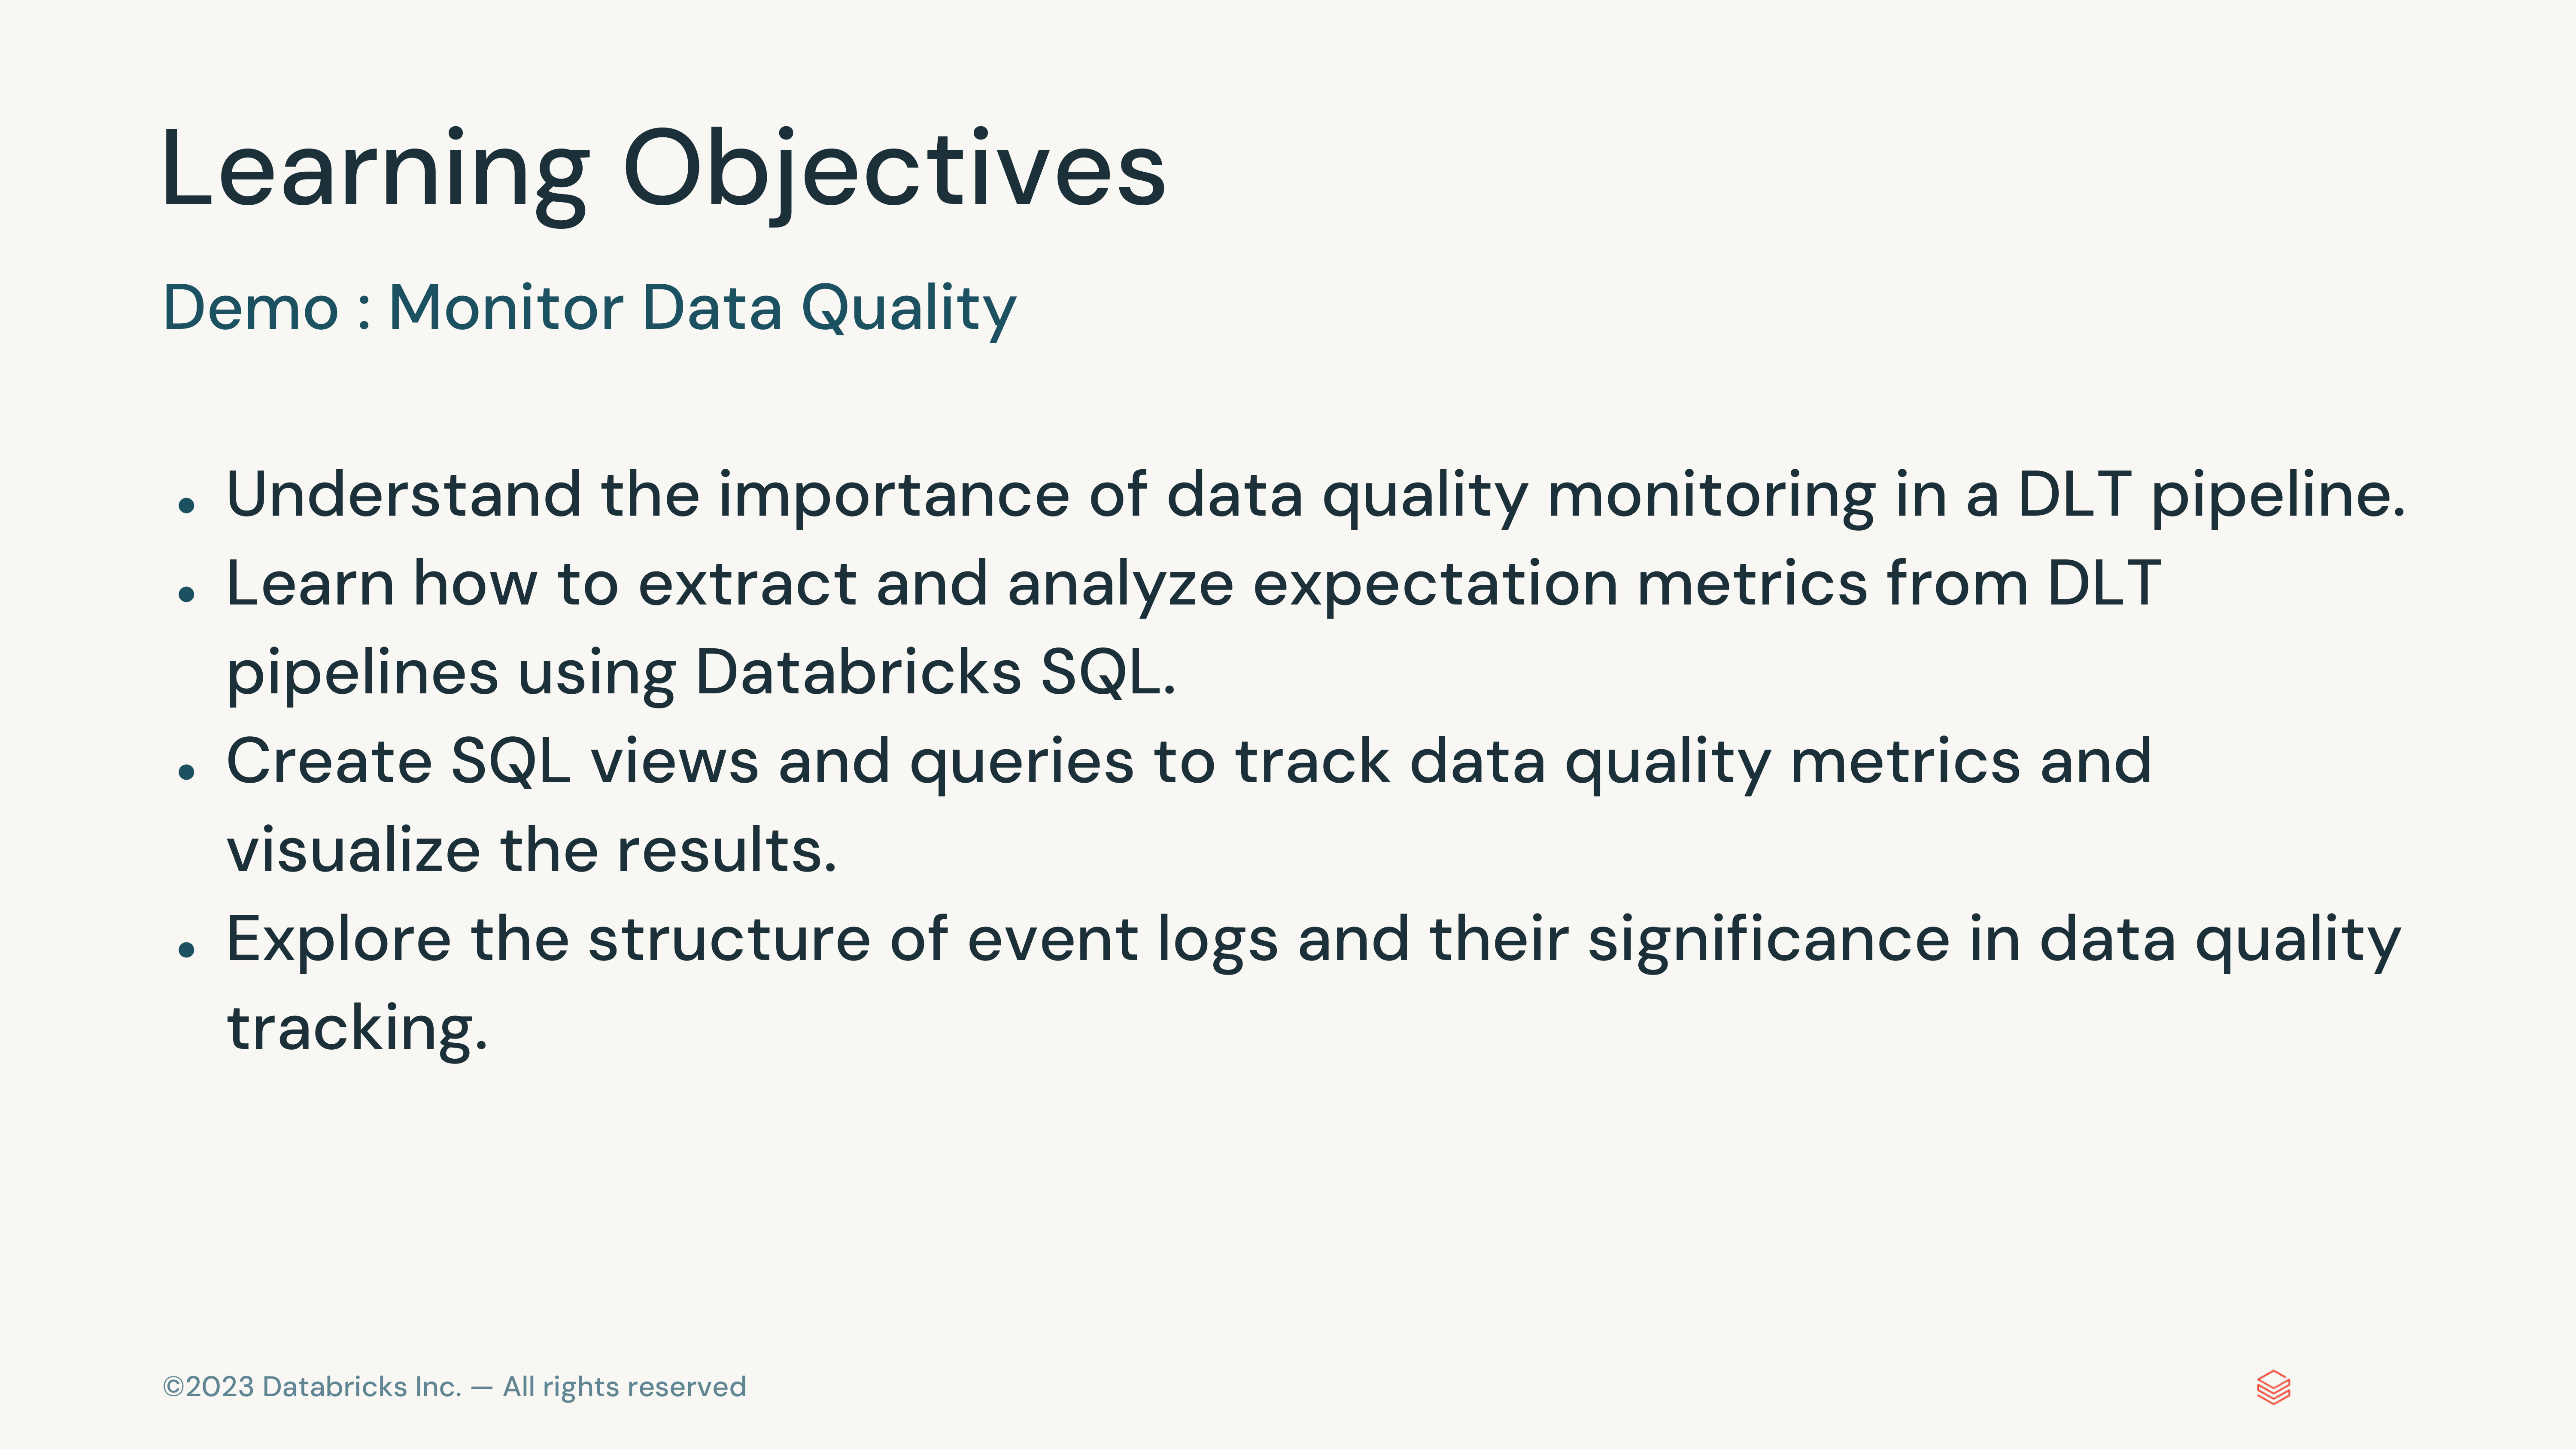 Learning Objectives
Demo : Monitor Data Quality
• Understand the importance of data quality monitoring in a DLT pipeline.
• Learn how to extract and analyze expectation metrics from DLT
pipelines using Databricks SQL.
• Create SQL views and queries to track data quality metrics and
visualize the results.
• Explore the structure of event logs and their significance in data quality
tracking.
©2023 Databricks Inc. — All rights reserved